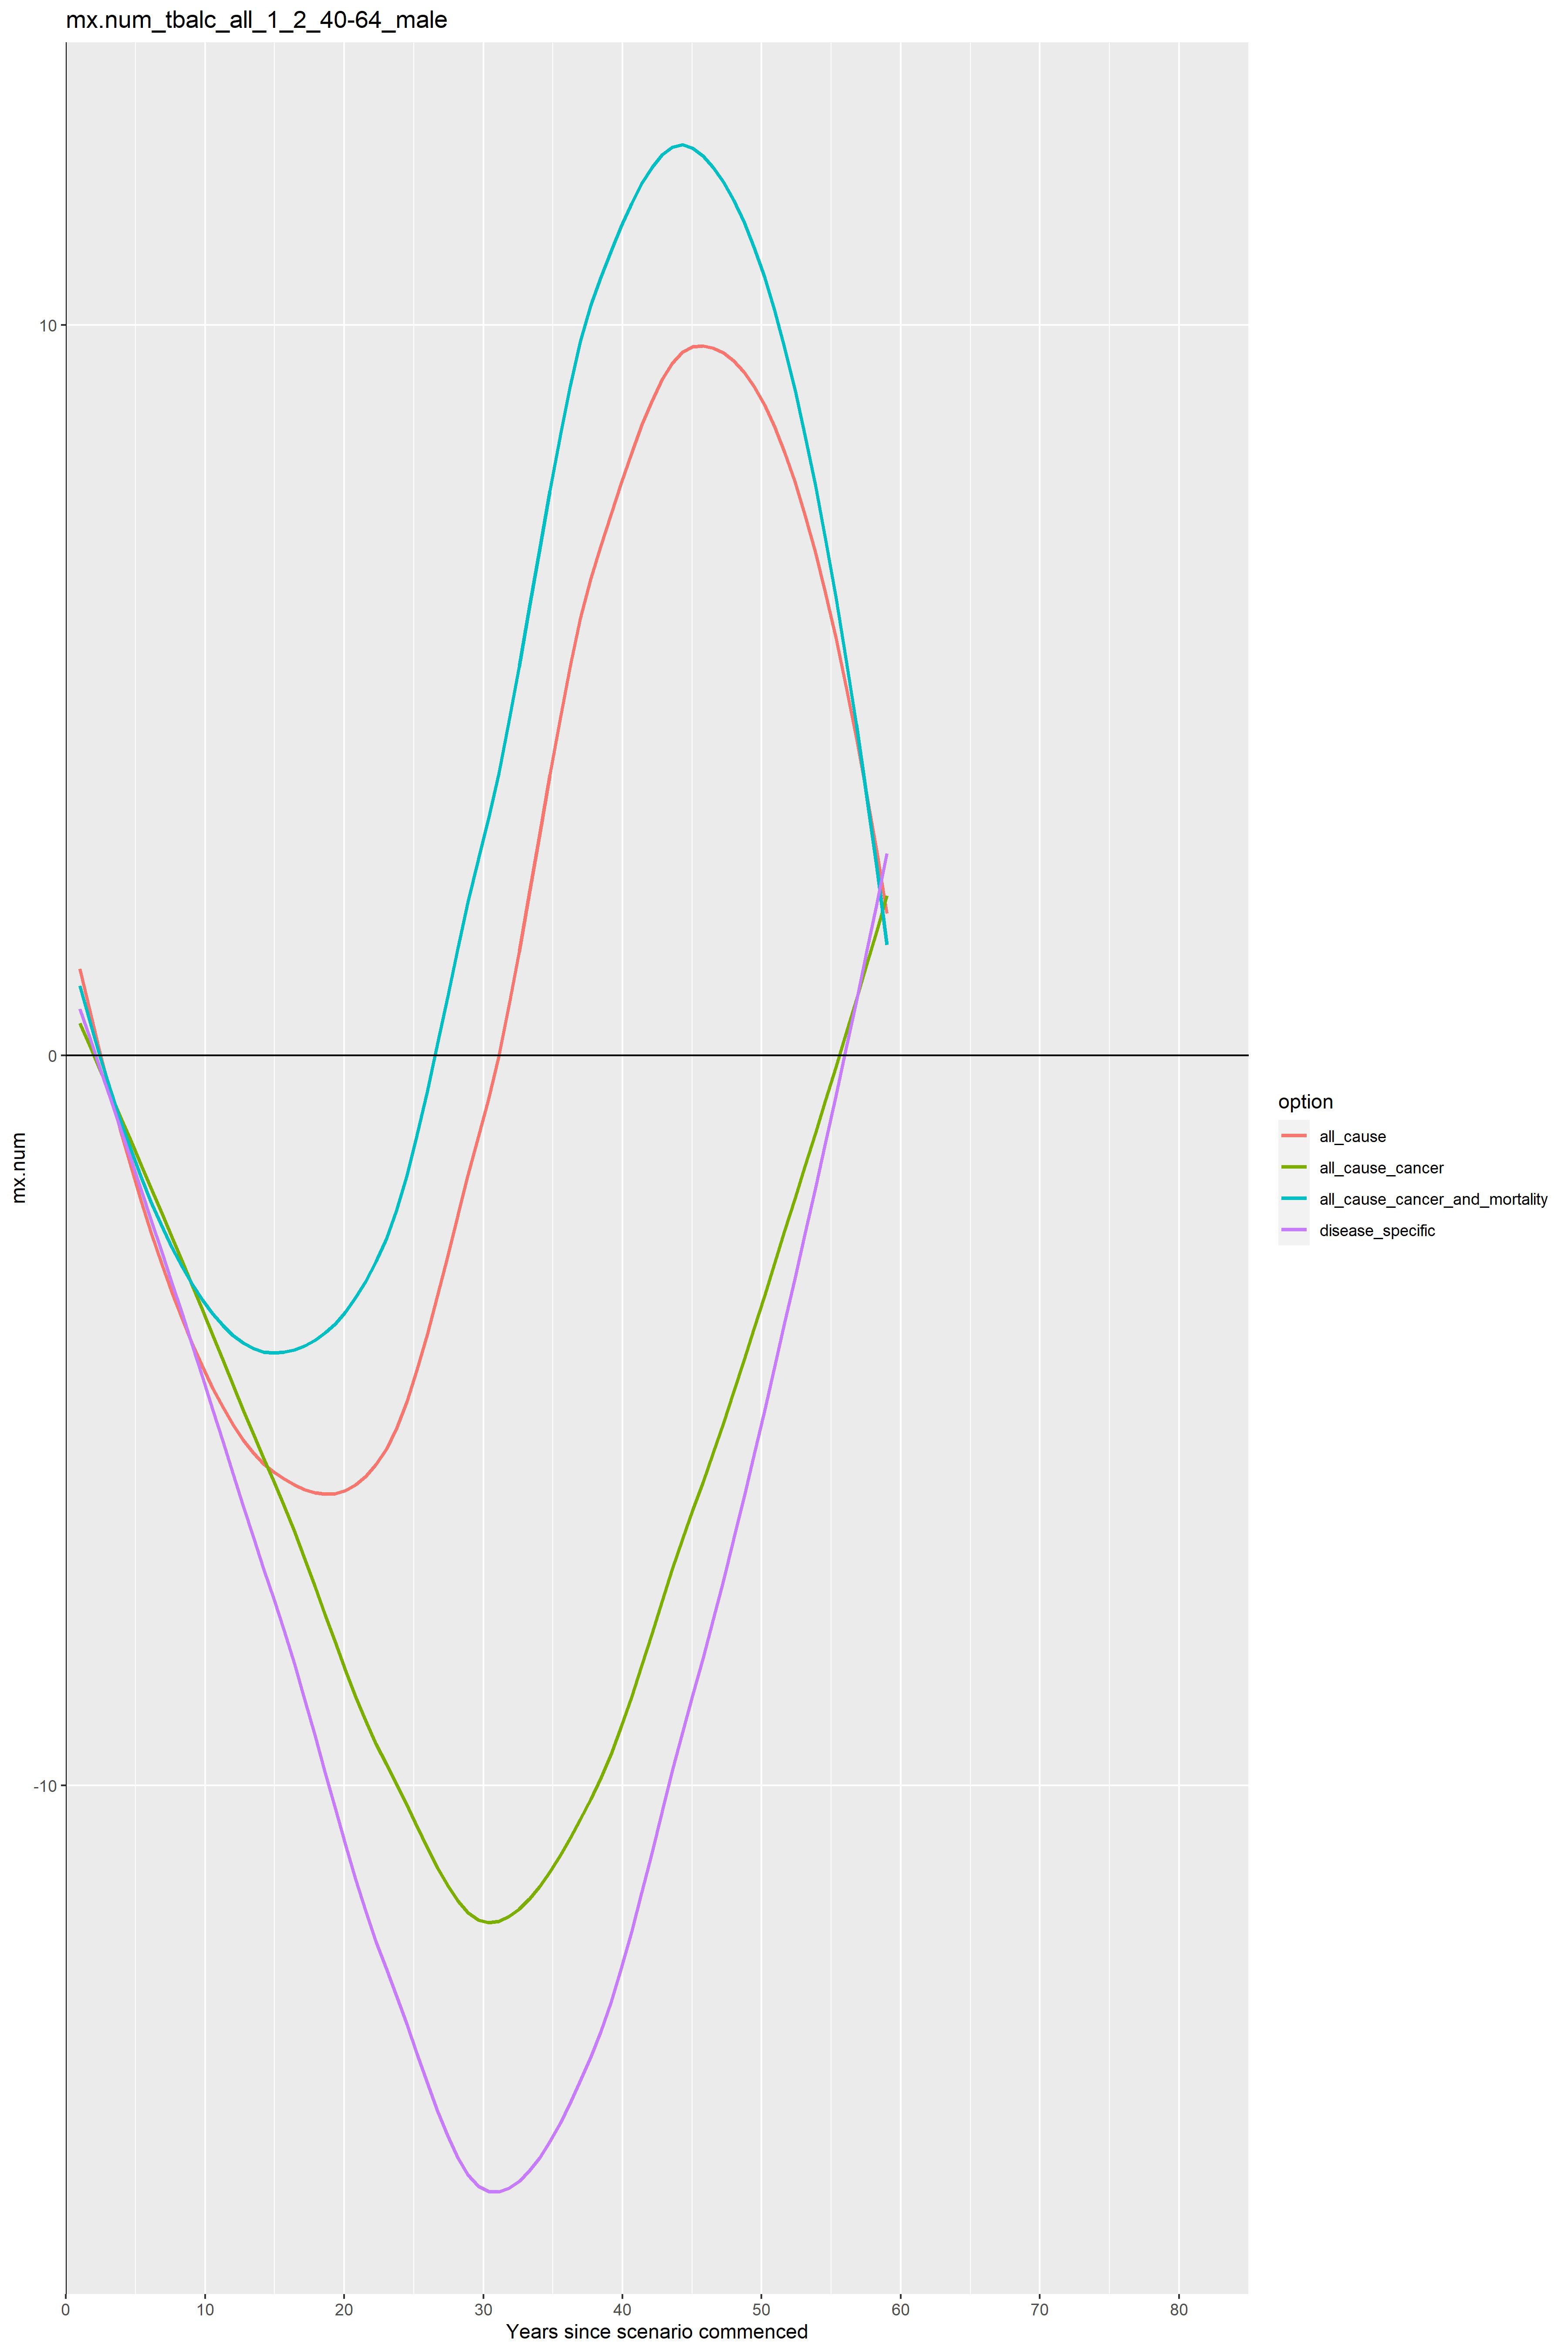 mx.num_tbalc_all_1_2_40-64_male
10
0
-10
mx.num
0 10 20 30 40 50 60 70 80
Years since scenario commenced
option
all_cause
all_cause_cancer
all_cause_cancer_and_mortality
disease_specific